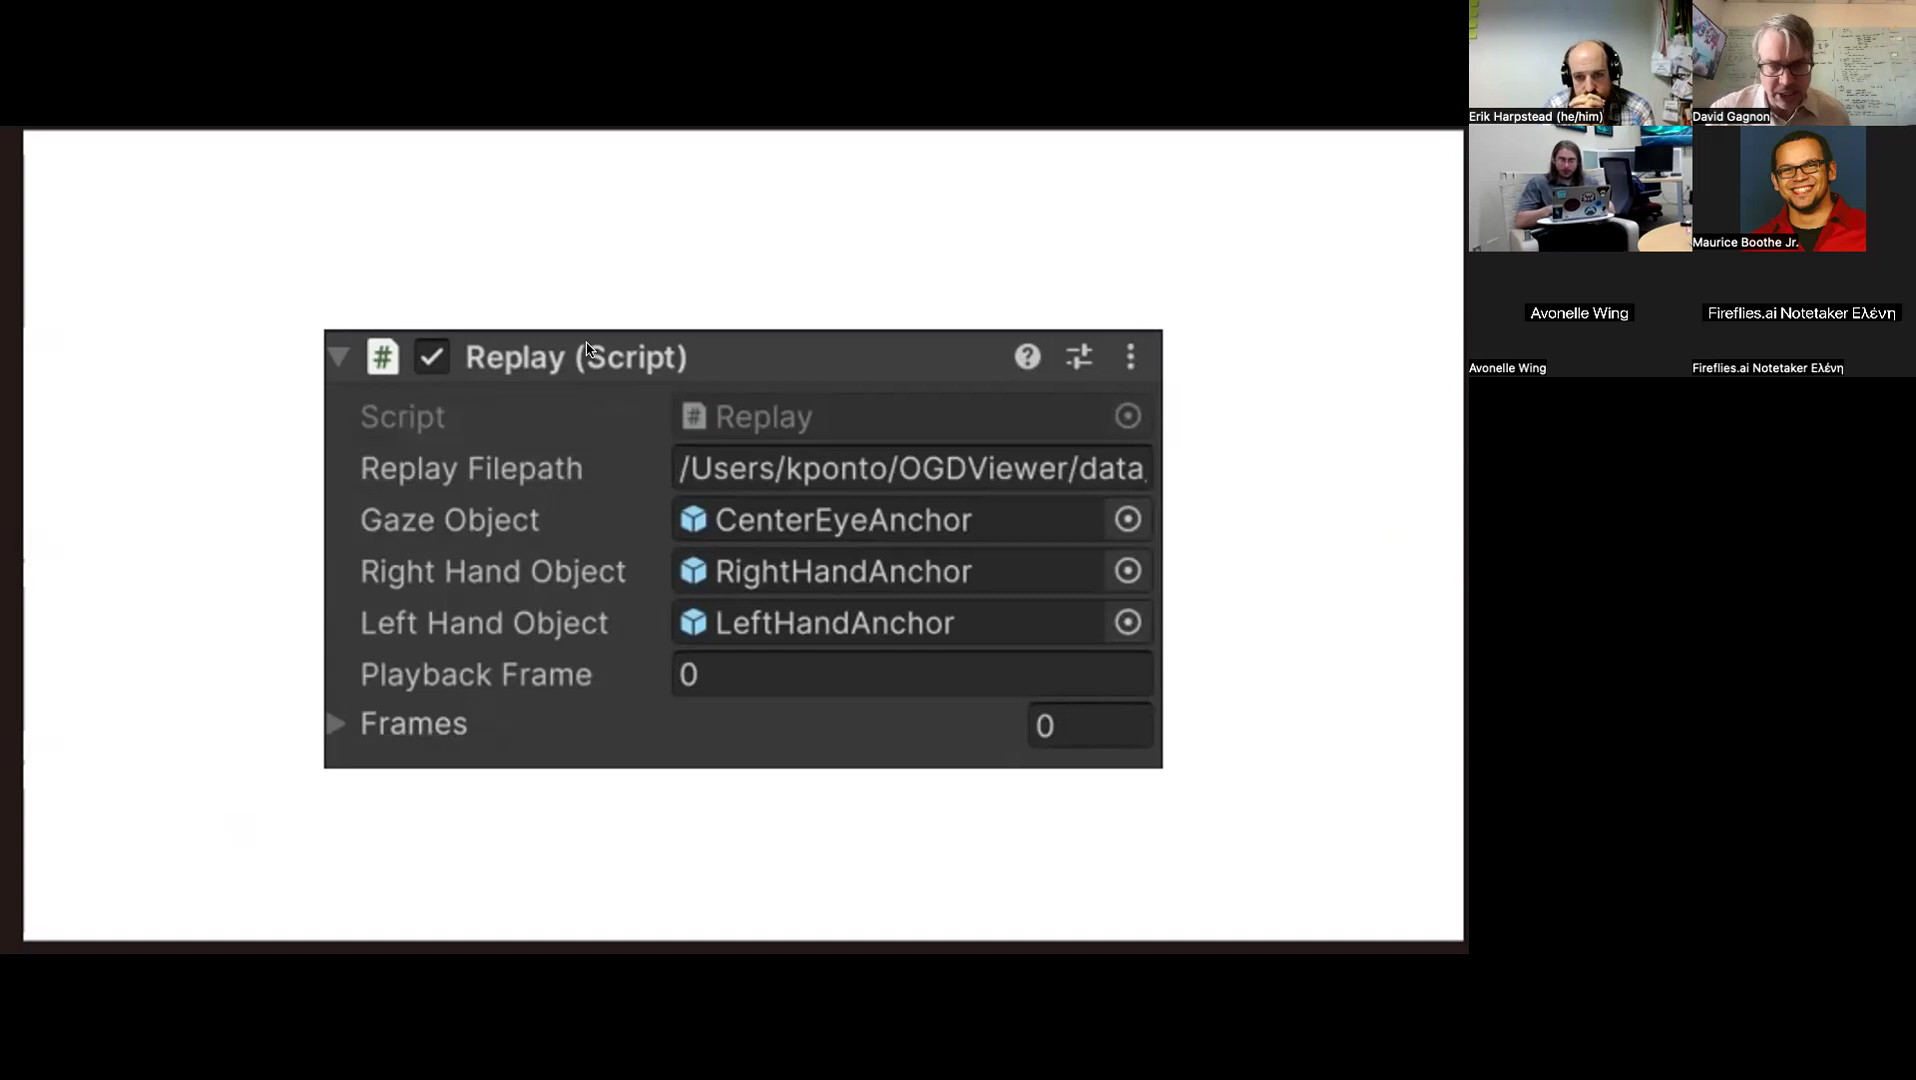 Replay (Script)
Script
Replay
Replay Filepath
/Users/kponto/OGDViewer/data
Gaze Object
CenterEyeAnchor
Right Hand Object
RightHandAnchor
Left Hand Object
LeftHandAnchor
Playback Frame
0
Frames
0
Erik Harpstead (he/him)
David Gagnon
Maurice Boothe Jr.
Avonelle Wing
Fireflies.ai Notetaker Ελένη
Avonelle Wing
Fireflies.ai Notetaker Ελένη